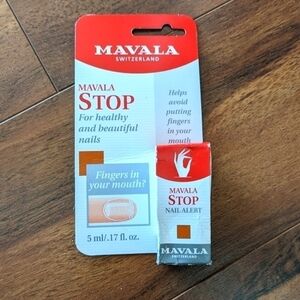 MAVALA
SWITZERLAND
MAVALA
STOP
For healthy
and beautiful
nails
Helps
avoid
putting
fingers
in your
mouth
Fingers in
your mouth?
5 ml/.17 fl. oz.
MAVALA
STOP
NAIL ALERT
MAVALA
SWITZERLAND